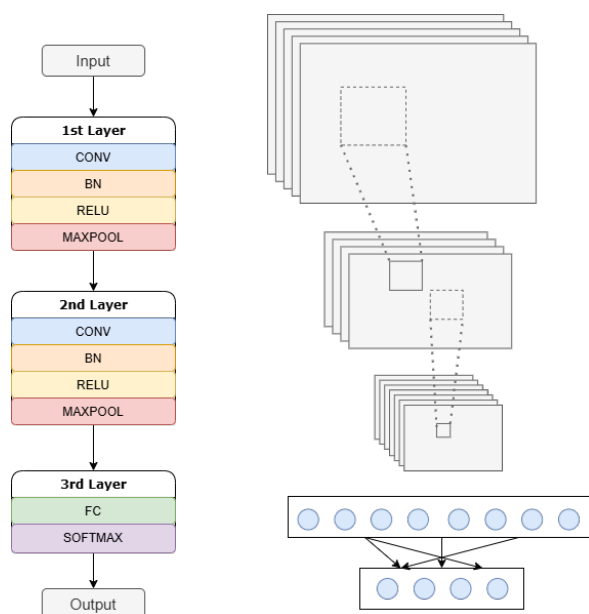 Input
1st Layer
CONV
BN
RELU
MAXPOOL
2nd Layer
CONV
BN
RELU
MAXPOOL
3rd Layer
FC
SOFTMAX
Output